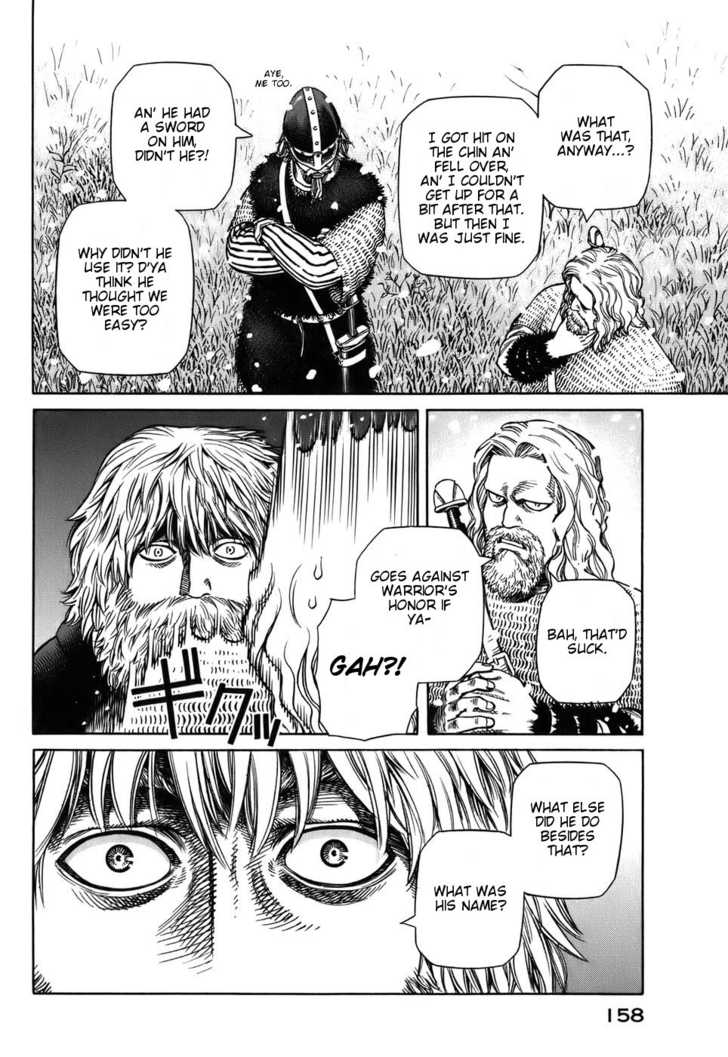 WHAT
WAS THAT,
ANYWAY...?
I GOT HIT ON
THE CHIN AN'
FELL OVER,
AN' I COULDN'T
GET UP FOR A
BIT AFTER THAT.
BUT THEN I
WAS JUST FINE.
AYE,
ME TOO.
AN' HE HAD
A SWORD
ON HIM,
DIDN'T HE?!
WHY DIDN'T HE
USE IT? D'YA
THINK HE
THOUGHT WE
WERE TOO
EASY?
BAH, THAT'D
SUCK.
GOES AGAINST
WARRIOR'S
HONOR IF
YA-
GAH?!
ギクッ
WHAT ELSE
DID HE DO
BESIDES
THAT?
WHAT WAS
HIS NAME?
158